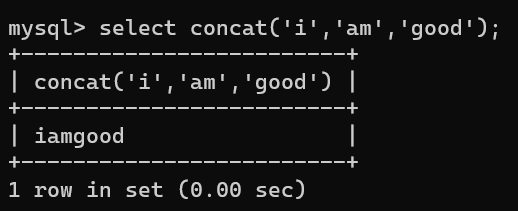 mysql> select concat('i','am','good');
+-------------------------+
| concat('i','am','good') |
+-------------------------+
| iamgood                 |
+-------------------------+
1 row in set (0.00 sec)